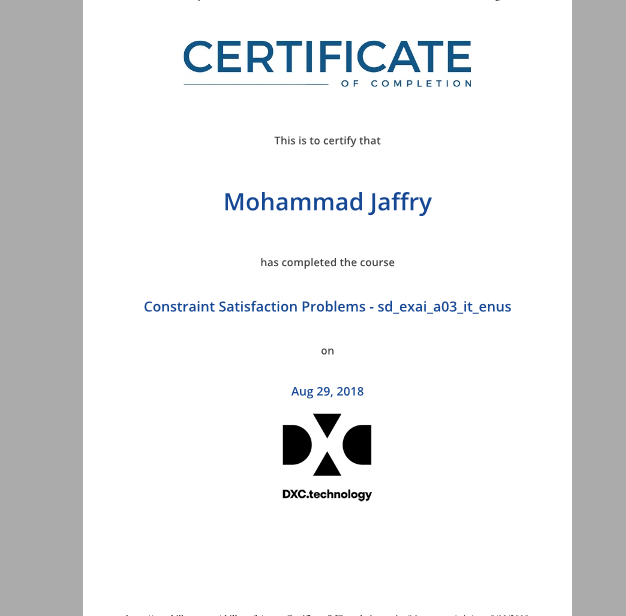 CERTIFICATE
OF COMPLETION
This is to certify that
Mohammad Jaffry
has completed the course
Constraint Satisfaction Problems - sd_exai_a03_it_enus
on
Aug 29, 2018
DXC.technology